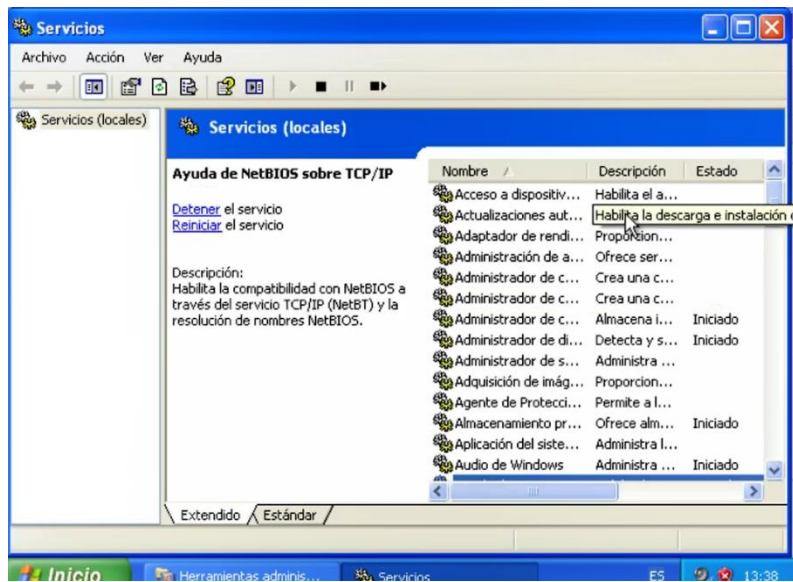 Servicios
Archivo Acción Ver Ayuda
Servicios (locales)
Servicios (locales)
Ayuda de NetBIOS sobre TCP/IP
Detener el servicio
Reiniciar el servicio
Descripción:
Habilita la compatibilidad con NetBIOS a
través del servicio TCP/IP (NetBT) y la
resolución de nombres NetBIOS.
Nombre Descripción Estado
Acceso a dispositiv... Habilita el a...
Actualizaciones aut... Habilita la descarga e instalación
Adaptador de rendi... Proporcion...
Administración de a... Ofrece ser...
Administrador de c... Crea una c...
Administrador de c... Crea una c...
Administrador de c... Almacena i... Iniciado
Administrador de di... Detecta y s... Iniciado
Administrador de s... Administra ...
Adquisición de imág... Proporcion...
Agente de Protecci... Permite a l...
Almacenamiento pr... Ofrece alm... Iniciado
Aplicación del siste... Administra l...
Audio de Windows Administra ... Iniciado
Extendido Estándar
Inicio Herramientas adminis... Servicios ES 13:38